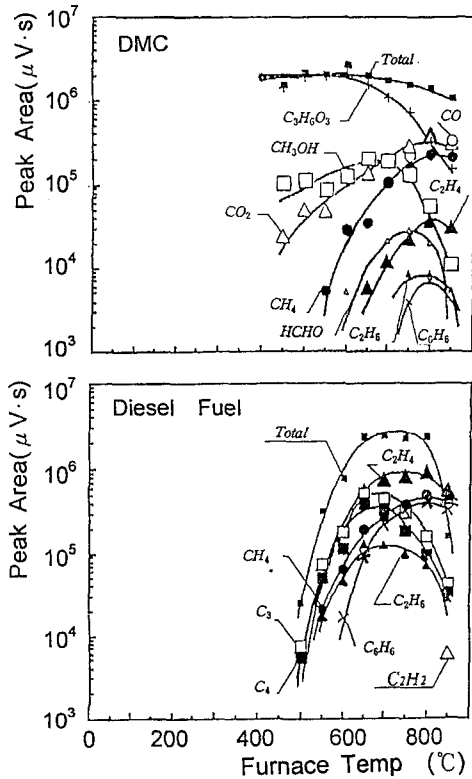 DMC
Peak Area(μV·s)
10⁷
10⁶
10⁵
10⁴
10³
Total
C₃H₆O₃
CO
CH₃OH
C₂H₄
CO₂
CH₄
HCHO
C₂H₆
C₆H₆
Diesel Fuel
Peak Area(μV·s)
10⁷
10⁶
10⁵
10⁴
10³
Total
C₂H₄
CH₄
C₃
C₂H₆
C₆H₆
C₄
C₂H₂
0 200 400 600 800 1000
Furnace Temp (℃)